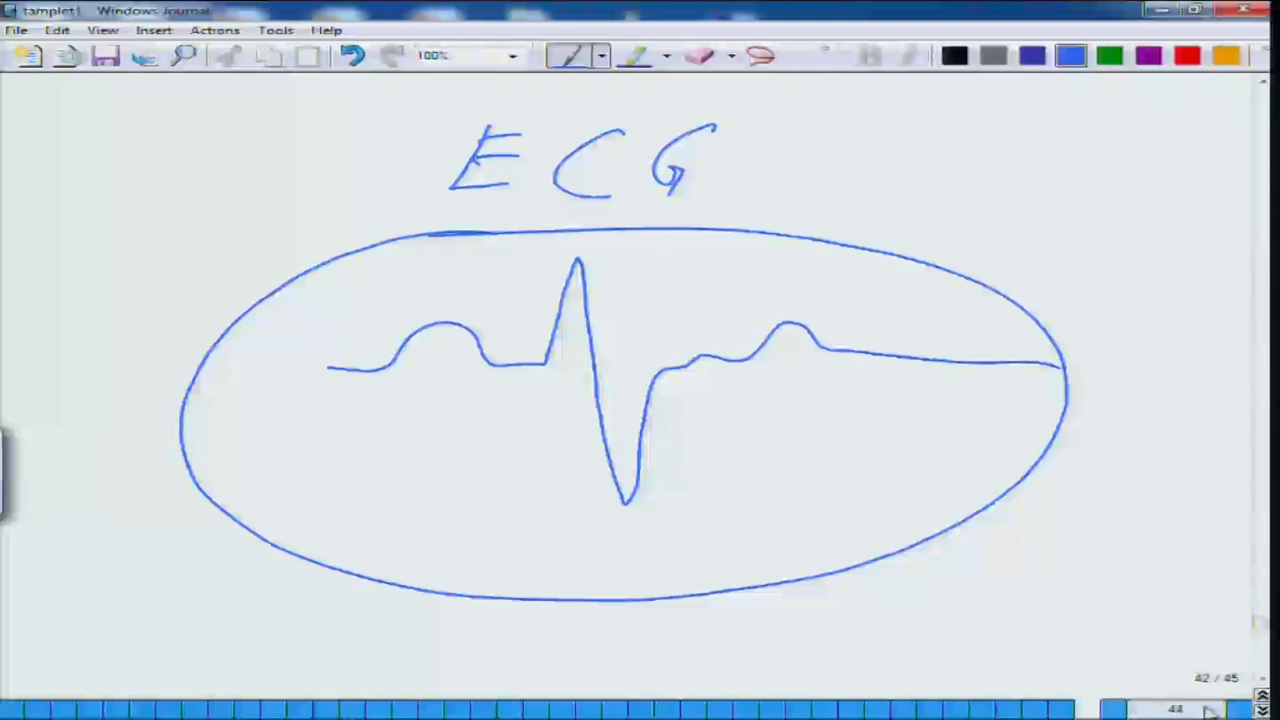 tamplet1 - Windows Journal
File Edit View Insert Actions Tools Help
100%
ECG
42 / 45